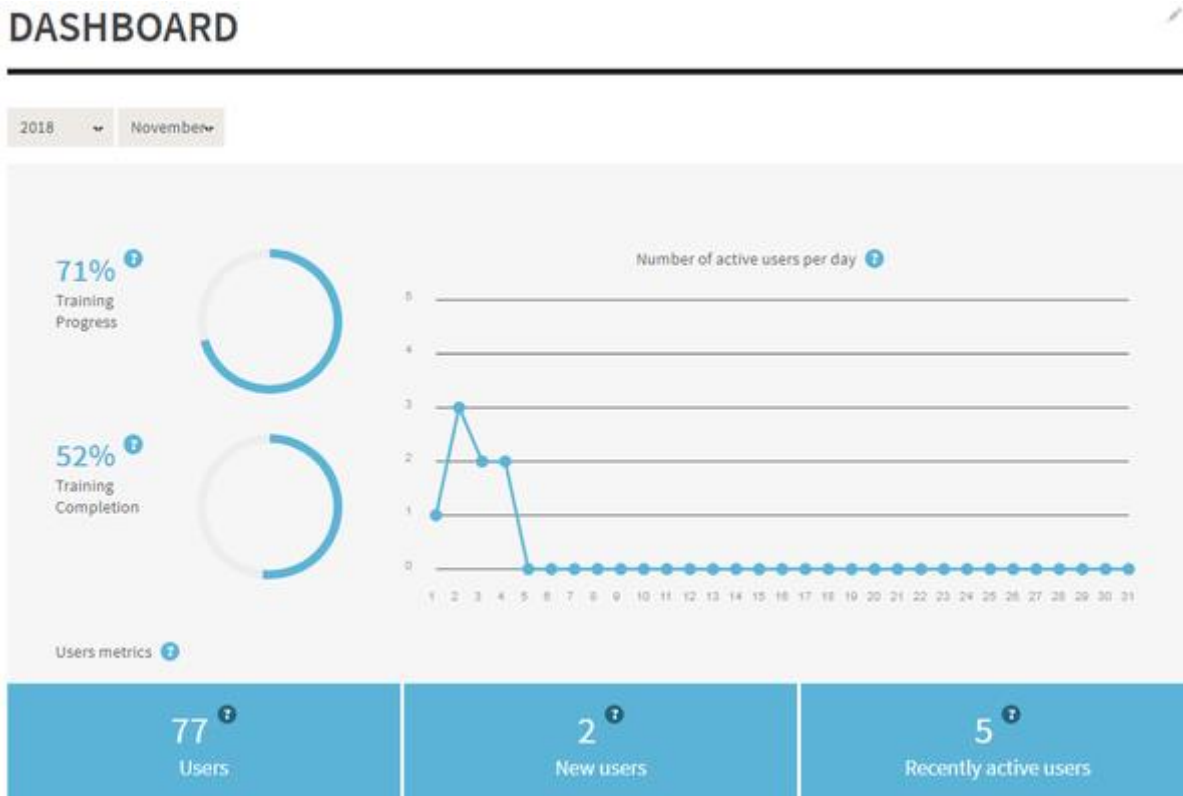 DASHBOARD
2018 November
71% ?
Training
Progress
52% ?
Training
Completion
Number of active users per day ?
5
4
3
2
1
0
1 2 3 4 5 6 7 8 9 10 11 12 13 14 15 16 17 18 19 20 21 22 23 24 25 26 27 28 29 30 31
Users metrics ?
77 ?
Users
2 ?
New users
5 ?
Recently active users